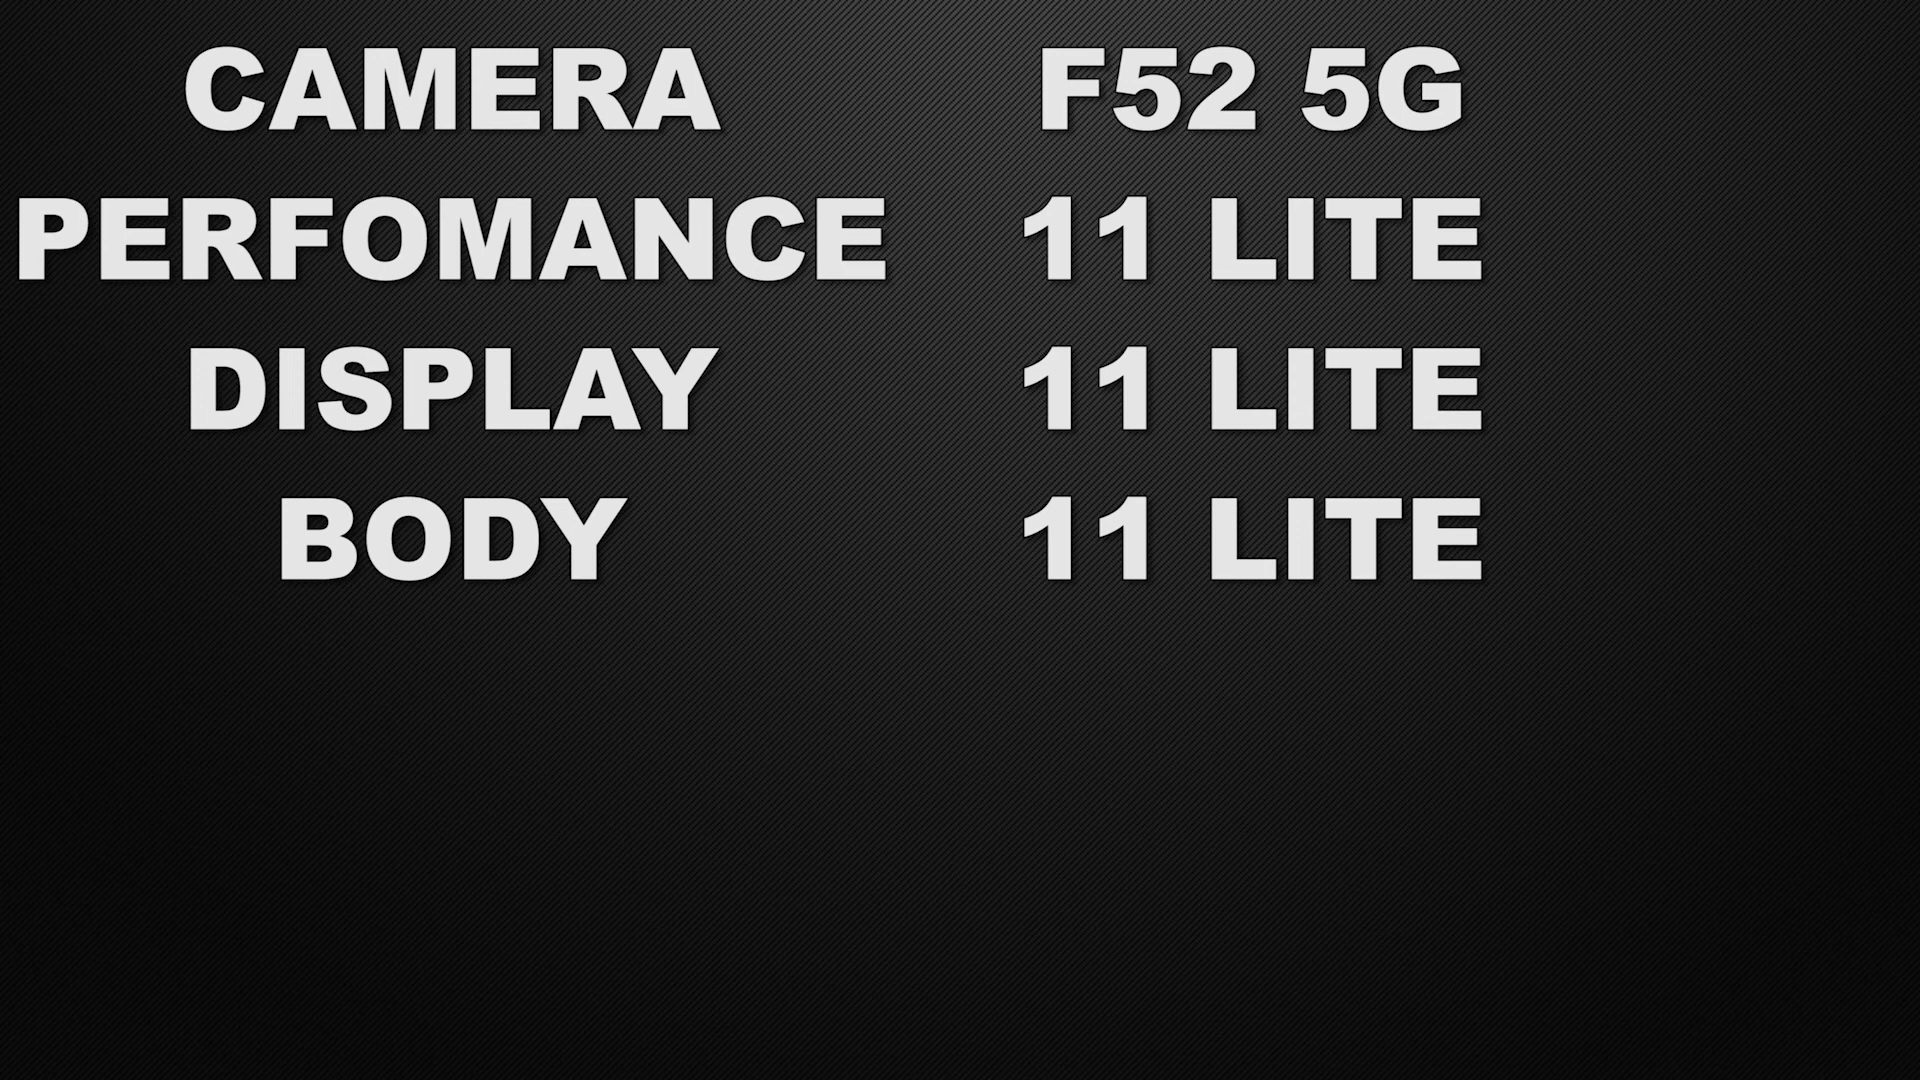 CAMERA F52 5G
PERFOMANCE 11 LITE
DISPLAY 11 LITE
BODY 11 LITE